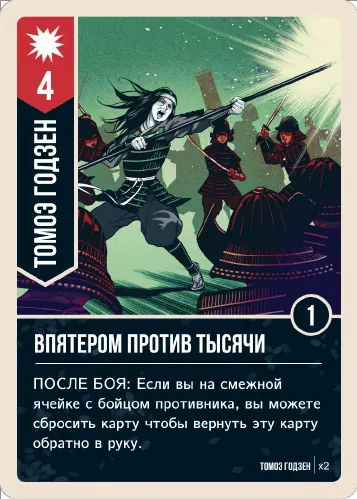 4
ТОМОЭ ГОДЗЕН
1
ВПЯТЕРОМ ПРОТИВ ТЫСЯЧИ
ПОСЛЕ БОЯ: Если вы на смежной
ячейке с бойцом противника, вы можете
сбросить карту чтобы вернуть эту карту
обратно в руку.
ТОМОЭ ГОДЗЕН | x2